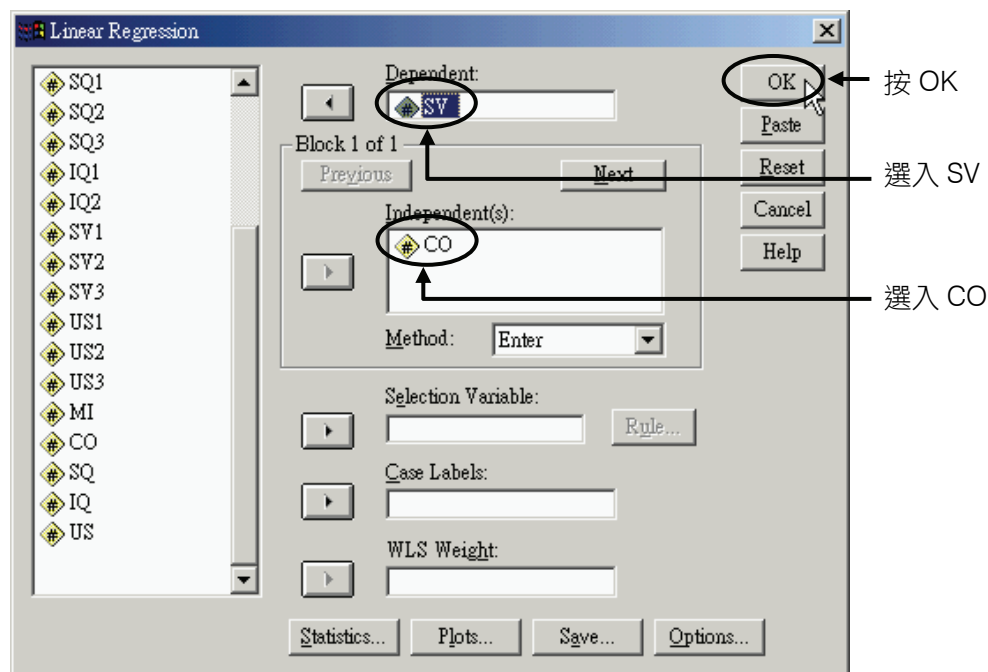 Linear Regression
SQ1
SQ2
SQ3
IQ1
IQ2
SV1
SV2
SV3
US1
US2
US3
MI
CO
SQ
IQ
US
Dependent:
SV
Block 1 of 1
Previous
Next
Independent(s):
CO
Method:
Enter
Selection Variable:
Rule...
Case Labels:
WLS Weight:
Statistics...
Plots...
Save...
Options...
OK
Paste
Reset
Cancel
Help
按 OK
選入 SV
選入 CO